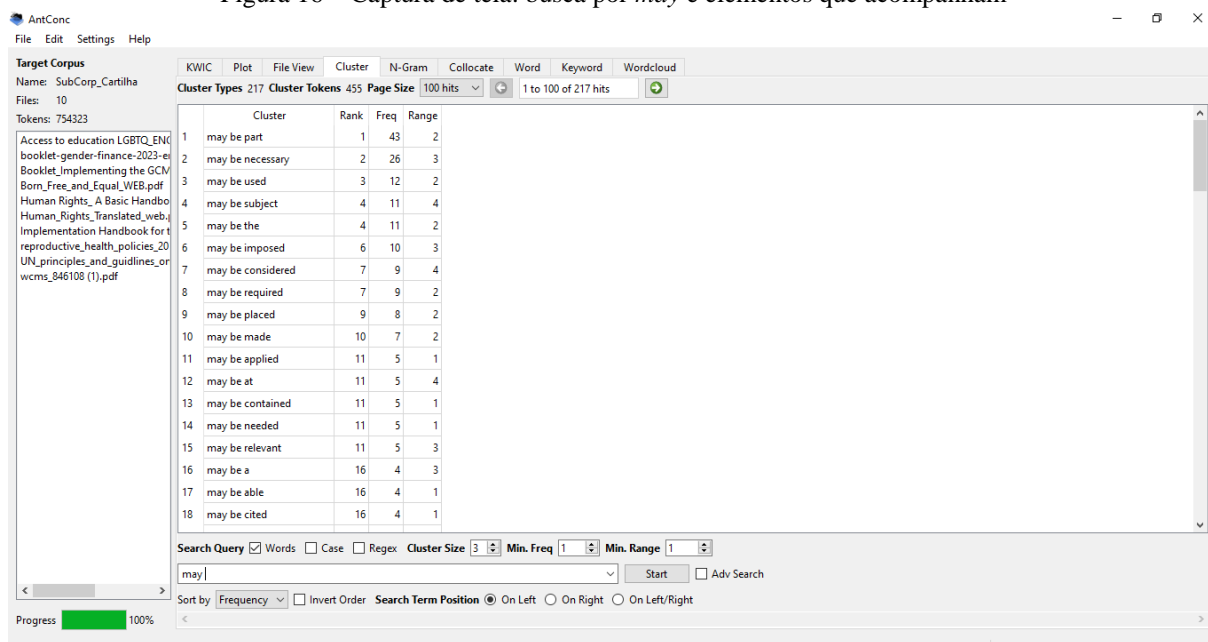 Figura 16 – Captura de tela: busca por may e elementos que acompanham
AntConc
File Edit Settings Help
Target Corpus
Name: SubCorp_Cartilha
Files: 10
Tokens: 754323
Access to education LGBTQ_EN
booklet-gender-finance-2023-e
Booklet_Implementing the GCM
Born_Free_and_Equal_WEB.pdf
Human Rights_ A Basic Handbo
Human_Rights_Translated_web.
Implementation Handbook for t
reproductive_health_policies_20
UN_principles_and_guidlines_or
wcms_846108 (1).pdf
Progress 100%
KWIC Plot File View Cluster N-Gram Collocate Word Keyword Wordcloud
Cluster Types 217 Cluster Tokens 455 Page Size 100 hits 1 to 100 of 217 hits
Cluster Rank Freq Range
1 may be part 1 43 2
2 may be necessary 2 26 3
3 may be used 3 12 2
4 may be subject 4 11 4
5 may be the 4 11 2
6 may be imposed 6 10 3
7 may be considered 7 9 4
8 may be required 7 9 2
9 may be placed 9 8 2
10 may be made 10 7 2
11 may be applied 11 5 1
12 may be at 11 5 4
13 may be contained 11 5 1
14 may be needed 11 5 1
15 may be relevant 11 5 3
16 may be a 16 4 3
17 may be able 16 4 1
18 may be cited 16 4 1
Search Query Words Case Regex Cluster Size 3 Min. Freq 1 Min. Range 1
may Start Adv Search
Sort by Frequency Invert Order Search Term Position On Left On Right On Left/Right